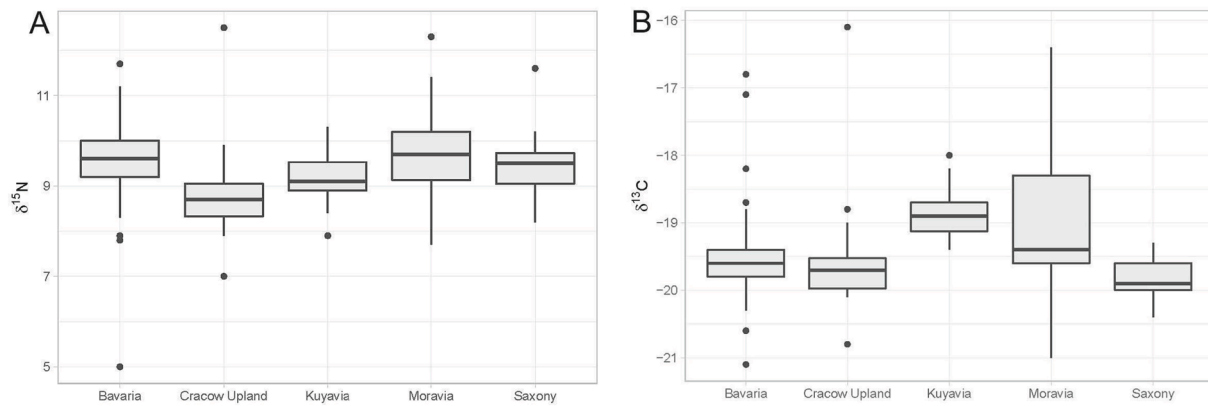 A
δ15N
11
9
7
5
Bavaria Cracow Upland Kuyavia Moravia Saxony
B
δ13C
−16
−17
−18
−19
−20
−21
Bavaria Cracow Upland Kuyavia Moravia Saxony